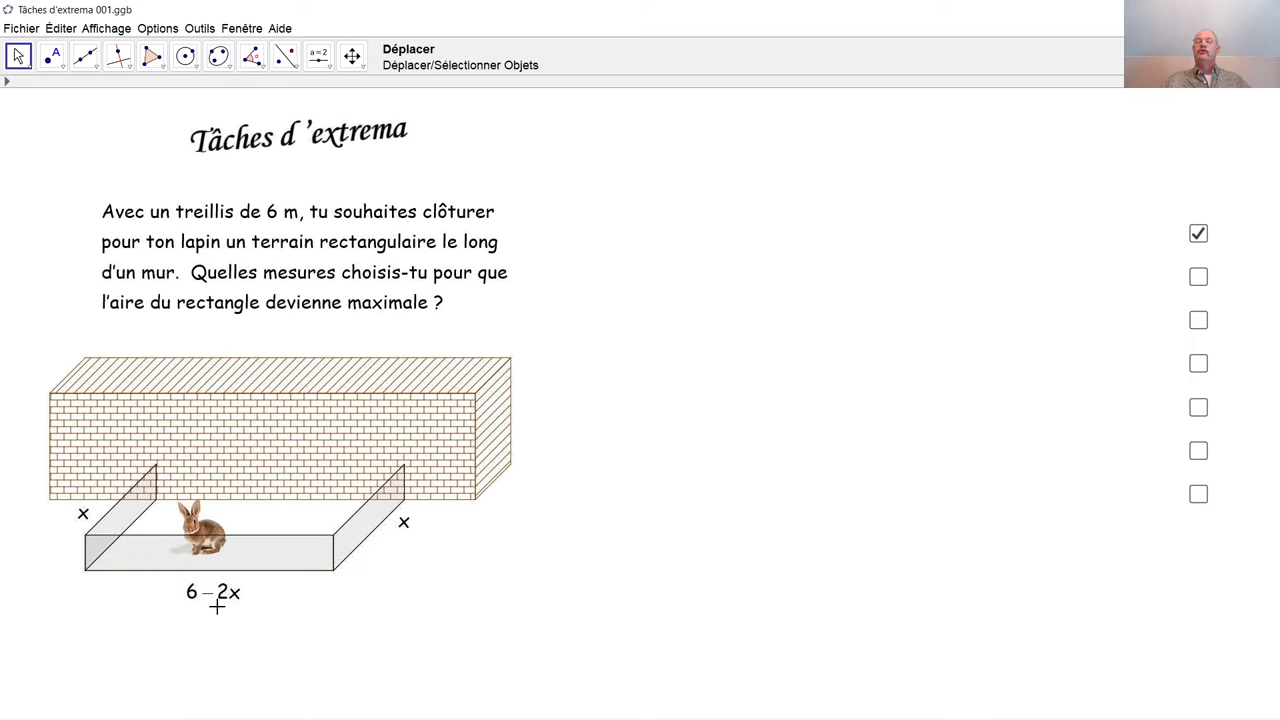 Tâches d'extrema 001.ggb
Fichier Éditer Affichage Options Outils Fenêtre Aide
A
a=2
Déplacer
Déplacer/Sélectionner Objets
Tâches d'extrema
Avec un treillis de 6 m, tu souhaites clôturer
pour ton lapin un terrain rectangulaire le long
d'un mur. Quelles mesures choisis-tu pour que
l'aire du rectangle devienne maximale ?
x
x
6 – 2x